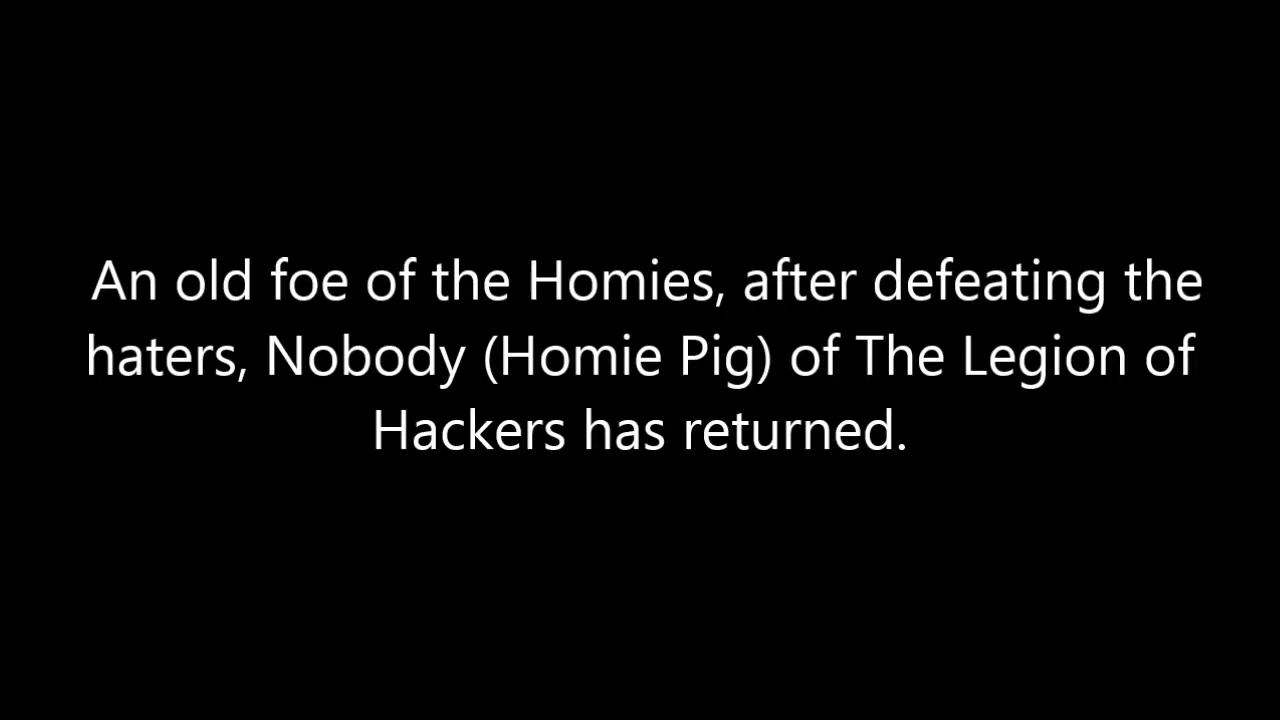 An old foe of the Homies, after defeating the
haters, Nobody (Homie Pig) of The Legion of
Hackers has returned.